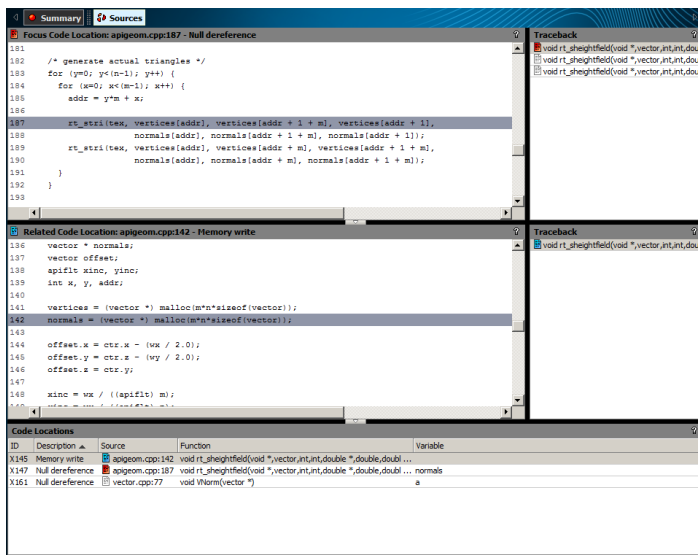 Summary Sources
Focus Code Location: apigeom.cpp:187 - Null dereference ?
181
182 /* generate actual triangles */
183 for (y=0; y<(n-1); y++) {
184 for (x=0; x<(m-1); x++) {
185 addr = y*m + x;
186
187 rt_stri(tex, vertices[addr], vertices[addr + 1 + m], vertices[addr + 1],
188 normals[addr], normals[addr + 1 + m], normals[addr + 1]);
189 rt_stri(tex, vertices[addr], vertices[addr + m], vertices[addr + 1 + m],
190 normals[addr], normals[addr + m], normals[addr + 1 + m]);
191 }
192 }
193
Traceback ?
void rt_sheightfield(void *,vector,int,int,dou
void rt_sheightfield(void *,vector,int,int,dou
void rt_sheightfield(void *,vector,int,int,dou
Related Code Location: apigeom.cpp:142 - Memory write ?
136 vector * normals;
137 vector offset;
138 apiflt xinc, yinc;
139 int x, y, addr;
140
141 vertices = (vector *) malloc(m*n*sizeof(vector));
142 normals = (vector *) malloc(m*n*sizeof(vector));
143
144 offset.x = ctr.x - (wx / 2.0);
145 offset.y = ctr.z - (wy / 2.0);
146 offset.z = ctr.y;
147
148 xinc = wx / ((apiflt) m);
Traceback ?
void rt_sheightfield(void *,vector,int,int,dou
Code Locations ?
ID Description Source Function Variable
X145 Memory write apigeom.cpp:142 void rt_sheightfield(void *,vector,int,int,double *,double,doubl ...
X147 Null dereference apigeom.cpp:187 void rt_sheightfield(void *,vector,int,int,double *,double,doubl ... normals
X161 Null dereference vector.cpp:77 void VNorm(vector *) a